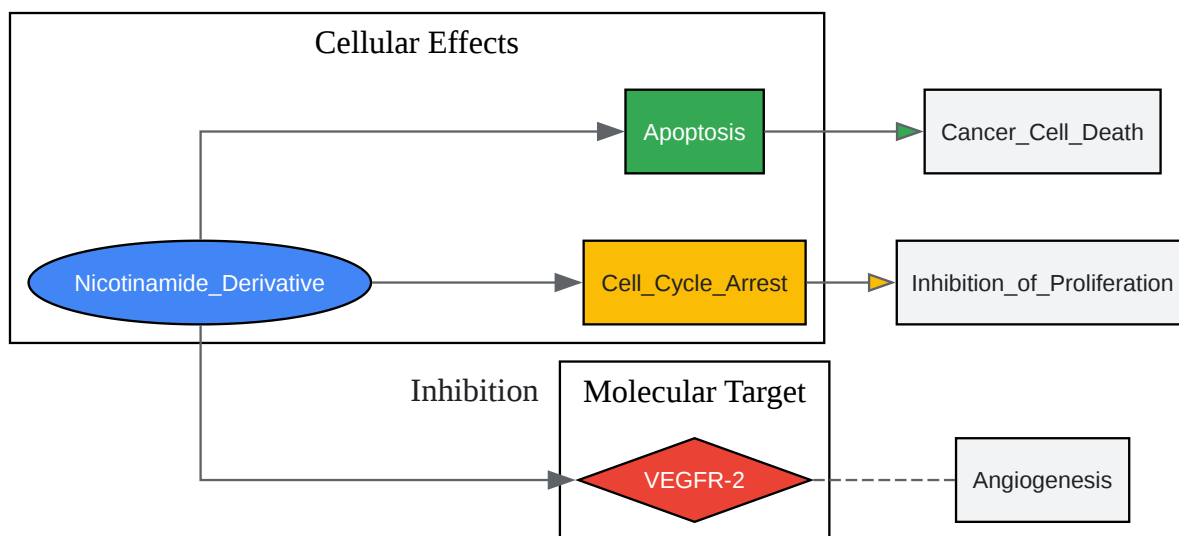 Cellular Effects
Apoptosis
Cancer_Cell_Death
Nicotinamide_Derivative
Cell_Cycle_Arrest
Inhibition_of_Proliferation
Inhibition
Molecular Target
VEGFR-2
Angiogenesis